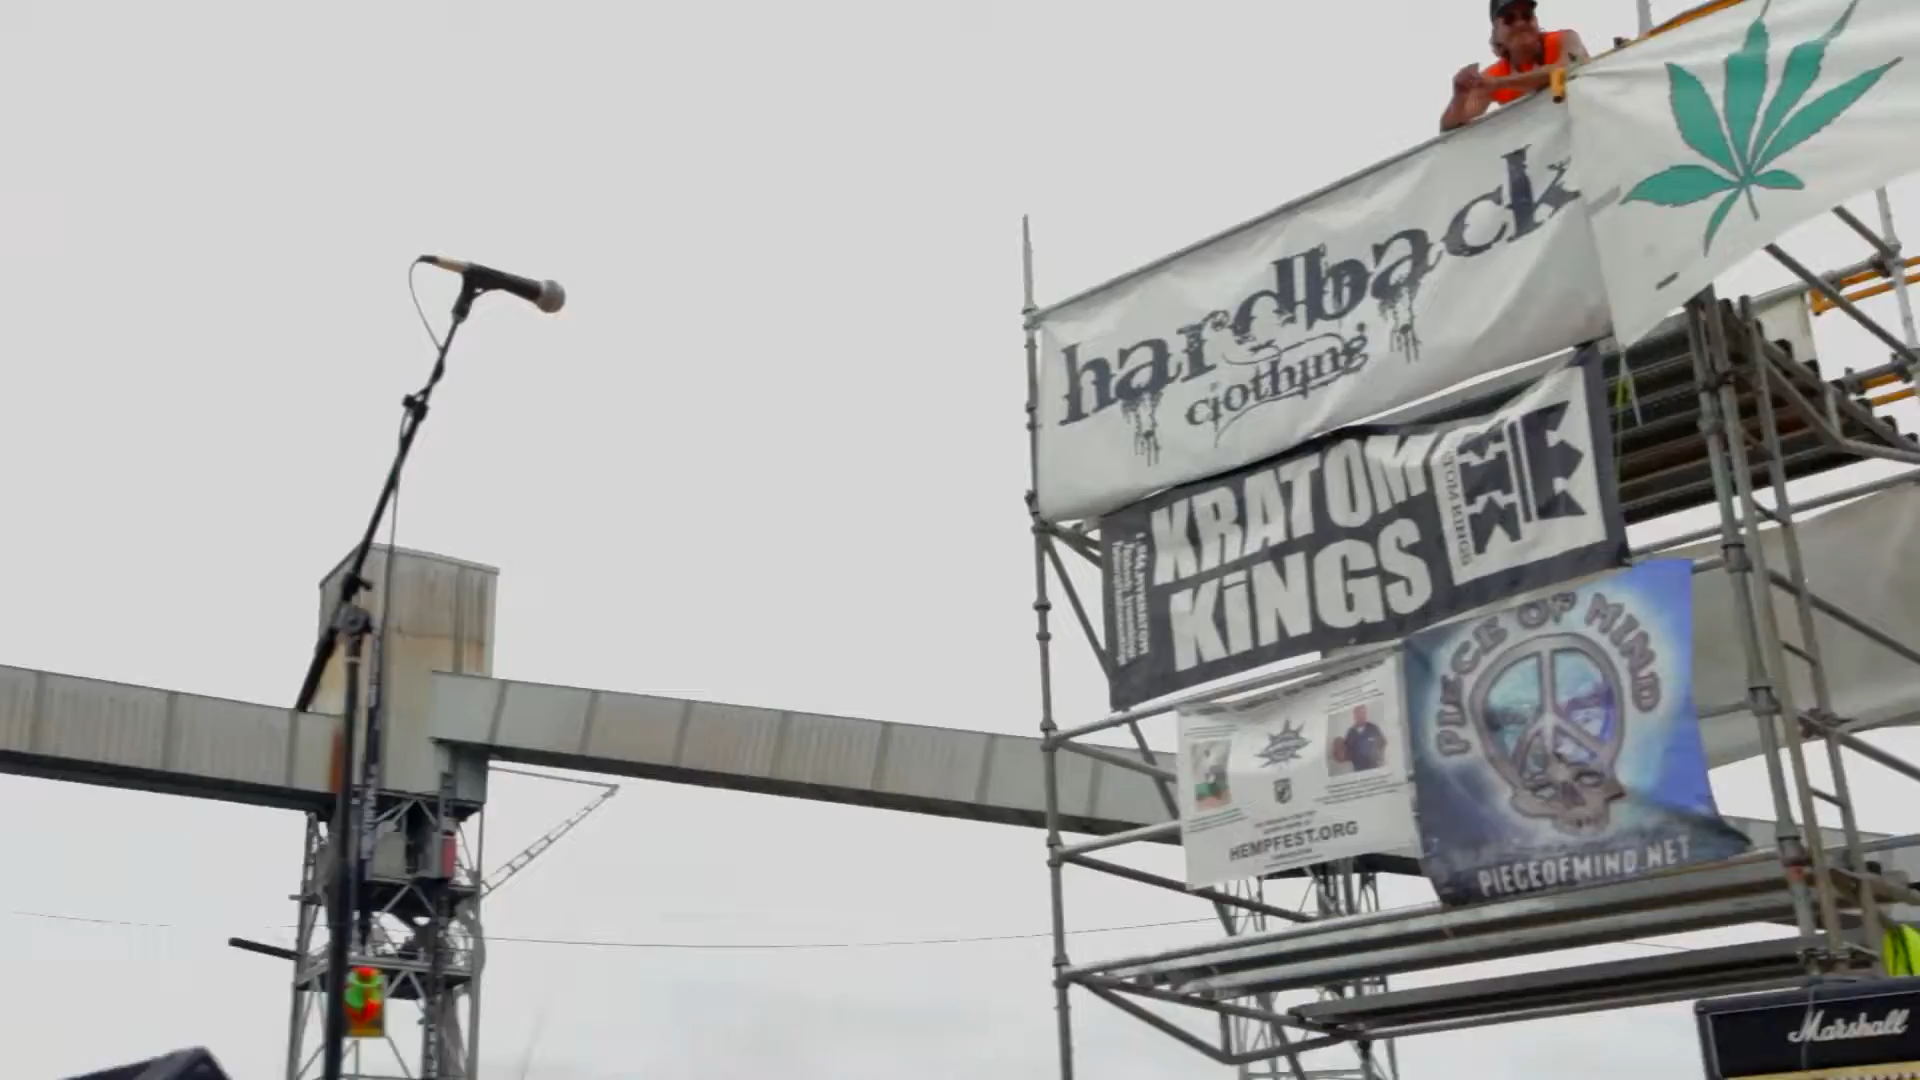 hardback
clothing
KRATOM
KiNGS
PIECE OF MIND
HEMPFEST.ORG
PIECEOFMIND.NET
Marshall